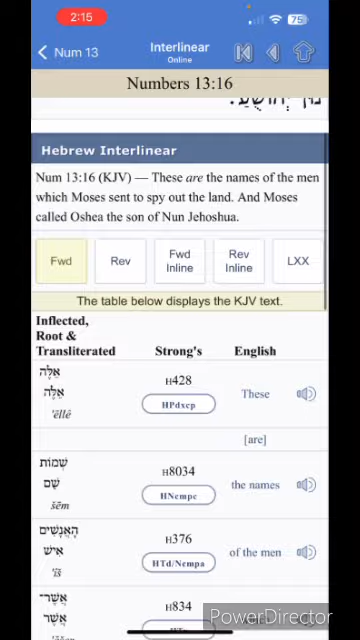 2:15
75
Num 13
Interlinear
Online
Numbers 13:16
נוּן יְהוֹשֻׁעַ׃
Hebrew Interlinear
Num 13:16 (KJV) — These are the names of the men
which Moses sent to spy out the land. And Moses
called Oshea the son of Nun Jehoshua.
Fwd
Rev
Fwd
Inline
Rev
Inline
LXX
The table below displays the KJV text.
Inflected,
Root &
Transliterated
Strong's
English
אֵלֶּה
אֵלֶּה
'ēllê
H428
HPdxcp
These
[are]
שְׁמוֹת
שֵׁם
šēm
H8034
HNcmpc
the names
הָאֲנָשִׁים
אִישׁ
'îš
H376
HTd/Ncmpa
of the men
אֲשֶׁר־
אֲשֶׁר
H834
PowerDirector